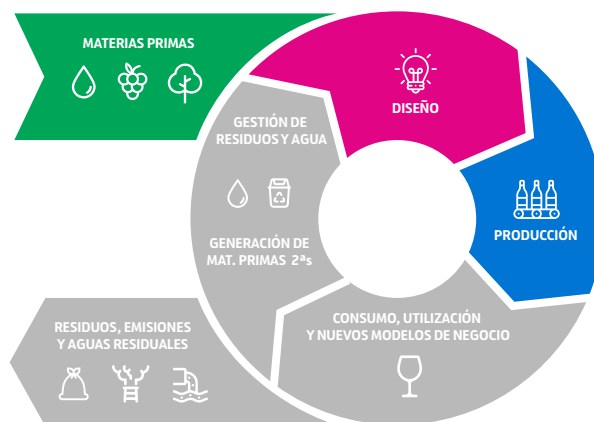 MATERIAS PRIMAS
DISEÑO
GESTIÓN DE
RESIDUOS Y AGUA
PRODUCCIÓN
GENERACIÓN DE
MAT. PRIMAS 2ªs
CONSUMO, UTILIZACIÓN
Y NUEVOS MODELOS DE NEGOCIO
RESIDUOS, EMISIONES
Y AGUAS RESIDUALES